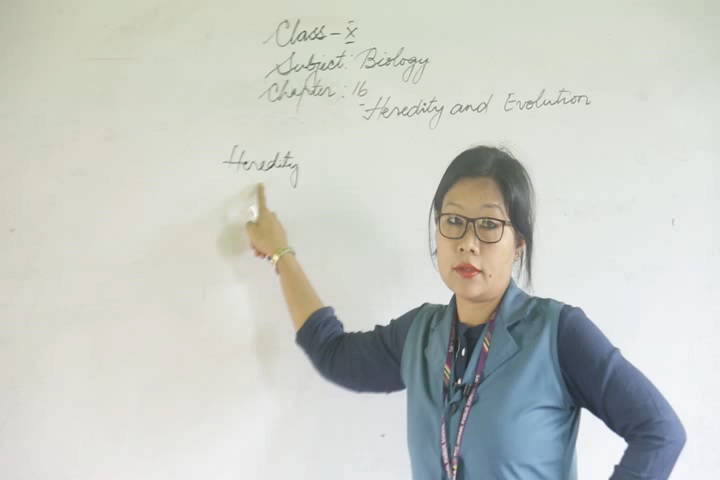 Class - X
Subject: Biology
Chapter: 16
- Heredity and Evolution
Heredity